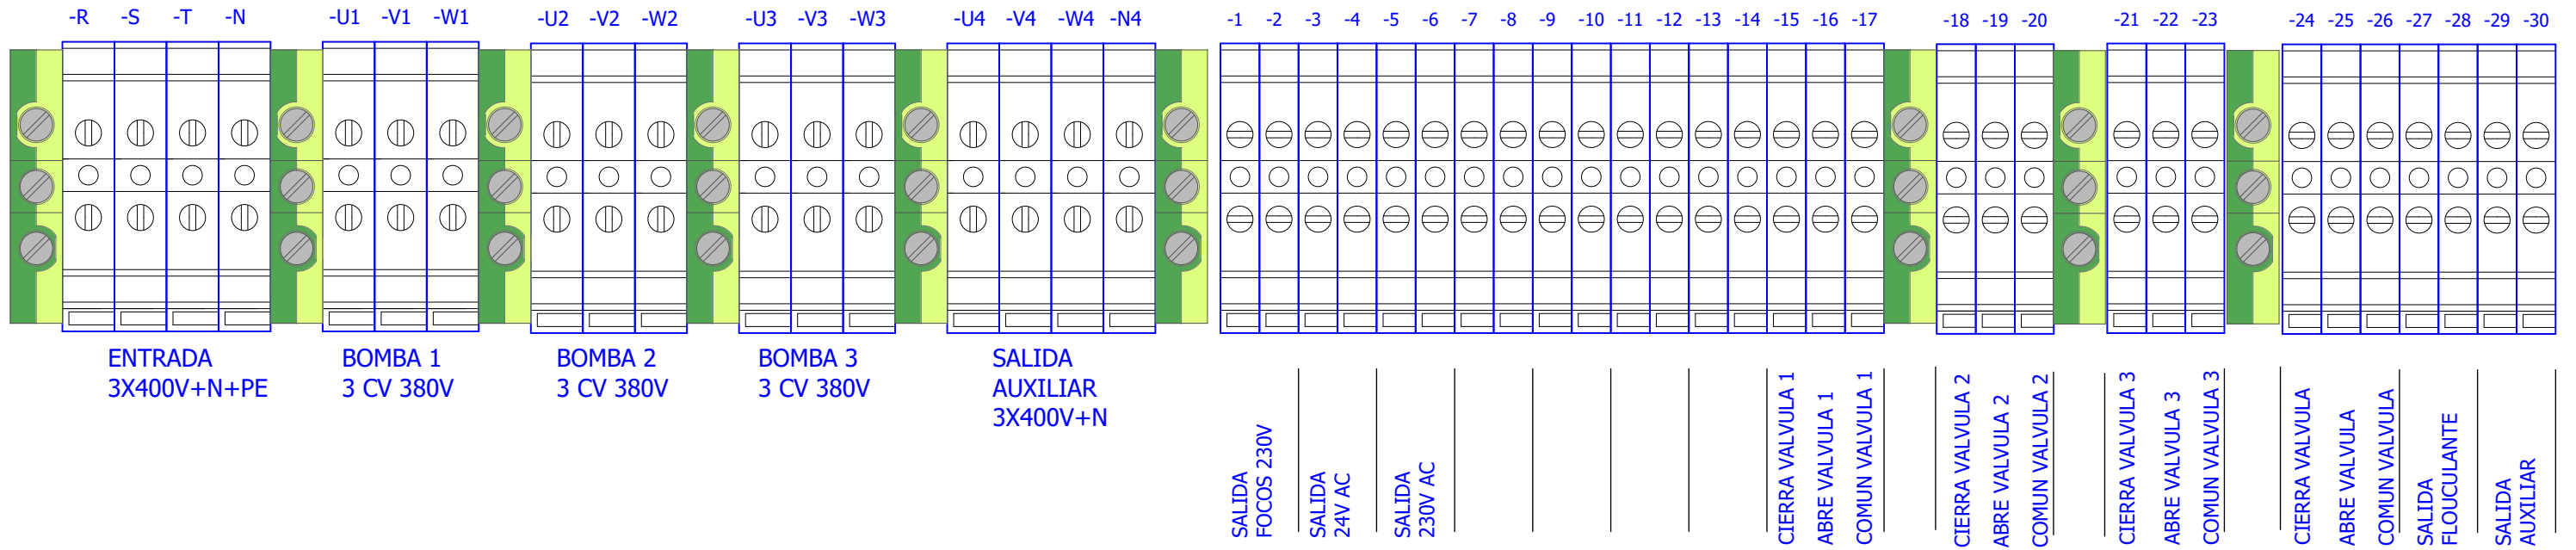 -R -S -T -N -U1 -V1 -W1 -U2 -V2 -W2 -U3 -V3 -W3 -U4 -V4 -W4 -N4 -1 -2 -3 -4 -5 -6 -7 -8 -9 -10 -11 -12 -13 -14 -15 -16 -17 -18 -19 -20 -21 -22 -23 -24 -25 -26 -27 -28 -29 -30
ENTRADA
3X400V+N+PE
BOMBA 1
3 CV 380V
BOMBA 2
3 CV 380V
BOMBA 3
3 CV 380V
SALIDA
AUXILIAR
3X400V+N
SALIDA
FOCOS 230V
SALIDA
24V AC
SALIDA
230V AC
CIERRA VALVULA 1
ABRE VALVULA 1
COMUN VALVULA 1
CIERRA VALVULA 2
ABRE VALVULA 2
COMUN VALVULA 2
CIERRA VALVULA 3
ABRE VALVULA 3
COMUN VALVULA 3
CIERRA VALVULA
ABRE VALVULA
COMUN VALVULA
SALIDA
FLOUCULANTE
SALIDA
AUXILIAR